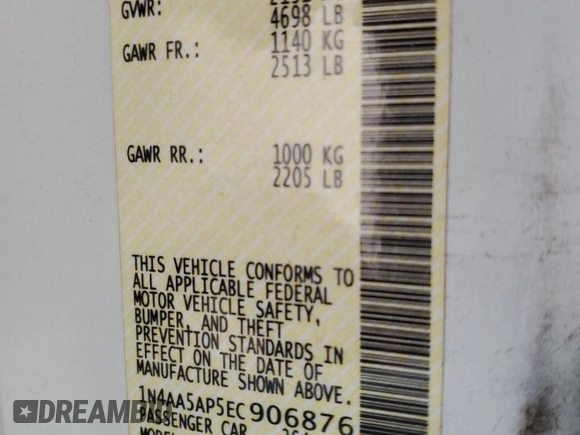 GVWR:
4698 LB
GAWR FR.: 1140 KG
2513 LB
GAWR RR.: 1000 KG
2205 LB
THIS VEHICLE CONFORMS TO
ALL APPLICABLE FEDERAL
MOTOR VEHICLE SAFETY,
BUMPER, AND THEFT
PREVENTION STANDARDS IN
EFFECT ON THE DATE OF
MANUFACTURE SHOWN ABOVE.
1N4AA5AP5EC906876
PASSENGER CAR
DREAMBID